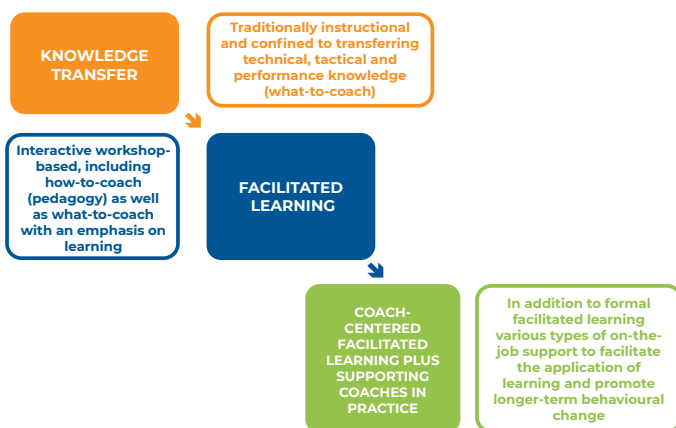 KNOWLEDGE
TRANSFER
Traditionally instructional
and confined to transferring
technical, tactical and
performance knowledge
(what-to-coach)
Interactive workshop-
based, including
how-to-coach
(pedagogy) as well
as what-to-coach
with an emphasis on
learning
FACILITATED
LEARNING
COACH-
CENTERED
FACILITATED
LEARNING PLUS
SUPPORTING
COACHES IN
PRACTICE
In addition to formal
facilitated learning
various types of on-the-
job support to facilitate
the application of
learning and promote
longer-term behavioural
change